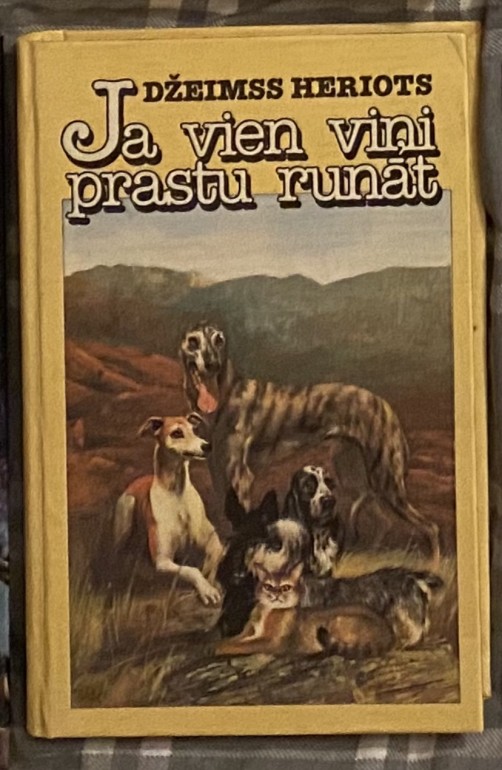 DŽEIMSS HERIOTS
Ja vien viņi
prastu runāt